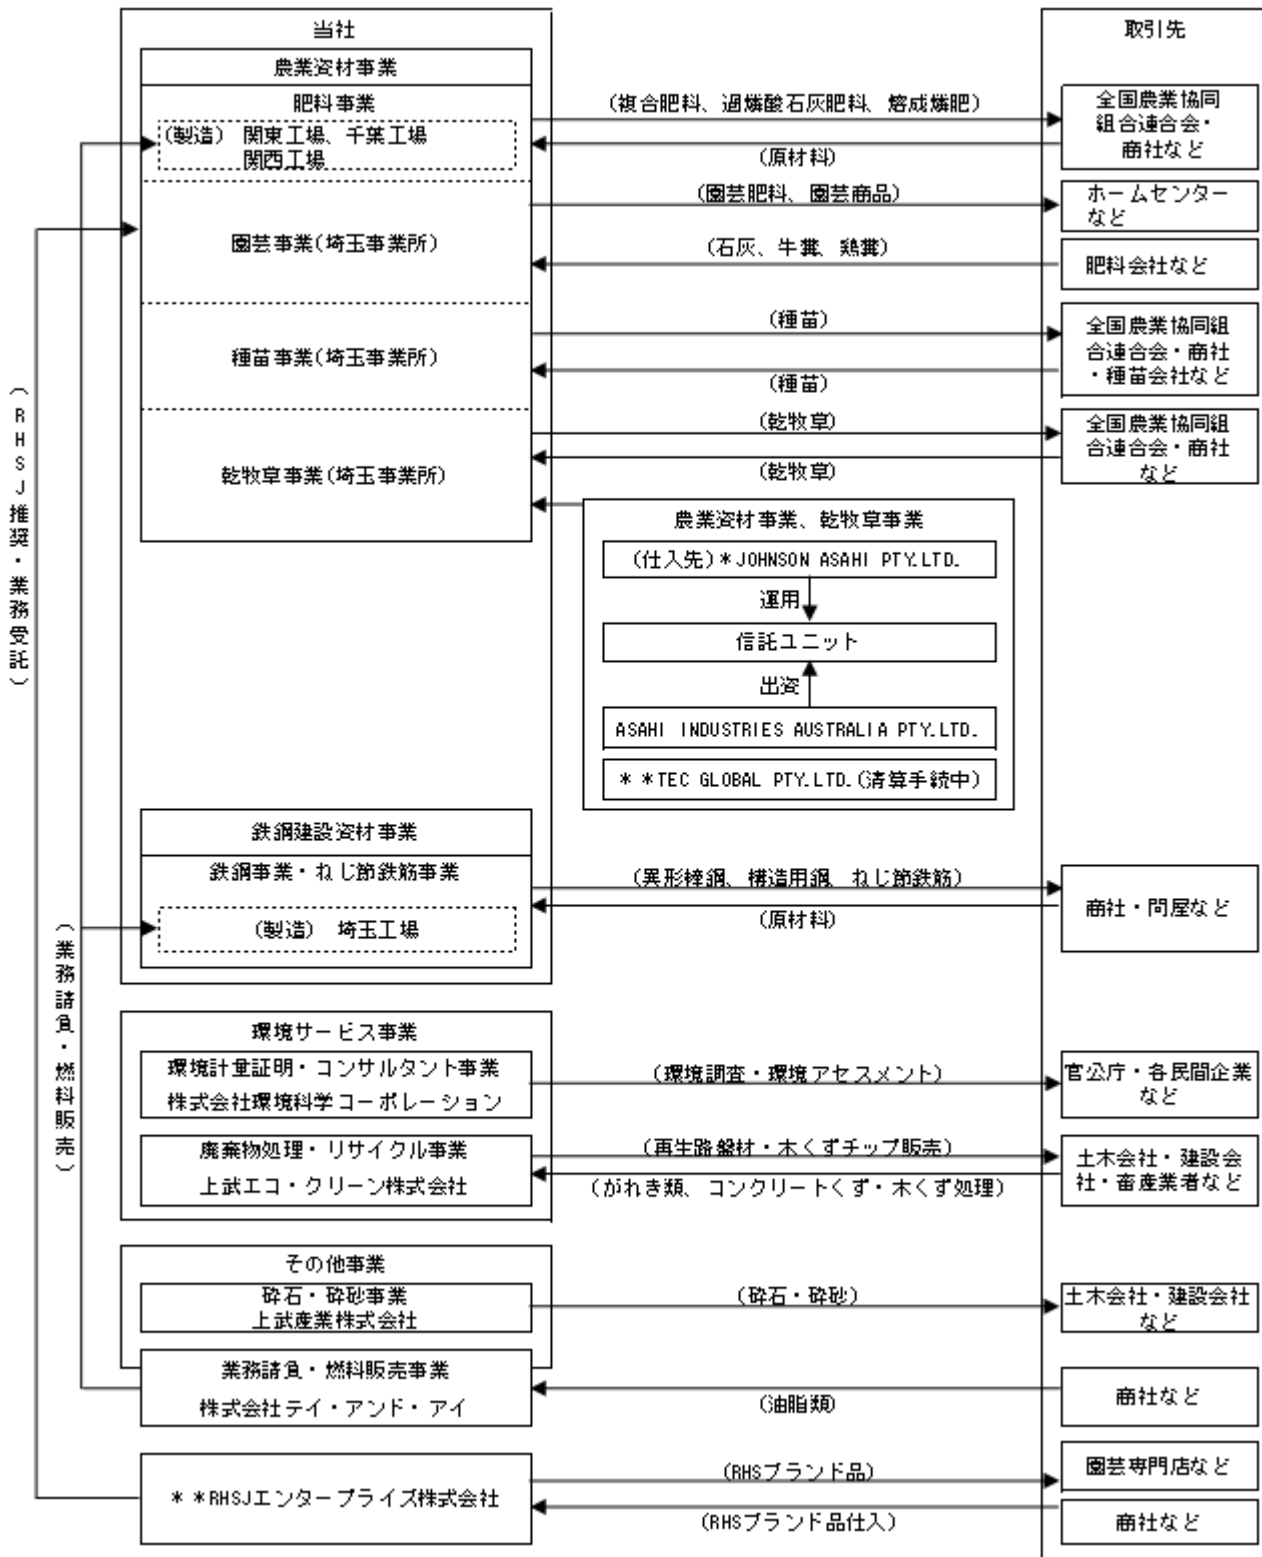 当社
取引先
農業資材事業
肥料事業
(製造) 関東工場、千葉工場
関西工場
(複合肥料、過燐酸石灰肥料、熔成燐肥)
(原材料)
全国農業協同
組合連合会・
商社など
園芸事業(埼玉事業所)
(園芸肥料、園芸商品)
ホームセンター
など
(石灰、牛糞、鶏糞)
肥料会社など
種苗事業(埼玉事業所)
(種苗)
(種苗)
全国農業協同組
合連合会・商社
・種苗会社など
乾牧草事業(埼玉事業所)
(乾牧草)
(乾牧草)
全国農業協同組
合連合会・商社
など
農業資材事業、乾牧草事業
(仕入先)*JOHNSON ASAHI PTY.LTD.
運用
信託ユニット
出資
ASAHI INDUSTRIES AUSTRALIA PTY.LTD.
**TEC GLOBAL PTY.LTD.(清算手続中)
(RHSJ推奨・業務受託)
鉄鋼建設資材事業
鉄鋼事業・ねじ節鉄筋事業
(製造) 埼玉工場
(異形棒鋼、構造用鋼、ねじ節鉄筋)
(原材料)
商社・問屋など
(業務請負・燃料販売)
環境サービス事業
環境計量証明・コンサルタント事業
株式会社環境科学コーポレーション
(環境調査・環境アセスメント)
官公庁・各民間企業
など
廃棄物処理・リサイクル事業
上武エコ・クリーン株式会社
(再生路盤材・木くずチップ販売)
(がれき類、コンクリートくず・木くず処理)
土木会社・建設会
社・畜産業者など
その他事業
砕石・砕砂事業
上武産業株式会社
(砕石・砕砂)
土木会社・建設会社
など
業務請負・燃料販売事業
株式会社テイ・アンド・アイ
(油脂類)
商社など
**RHSJエンタープライズ株式会社
(RHSブランド品)
園芸専門店など
(RHSブランド品仕入)
商社など